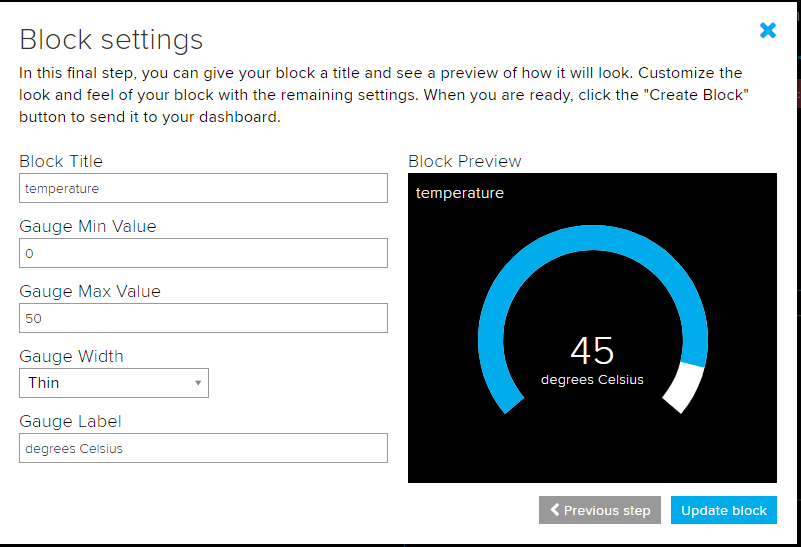 Block settings
In this final step, you can give your block a title and see a preview of how it will look. Customize the
look and feel of your block with the remaining settings. When you are ready, click the "Create Block"
button to send it to your dashboard.
Block Title
temperature
Gauge Min Value
0
Gauge Max Value
50
Gauge Width
Thin
Gauge Label
degrees Celsius
Block Preview
temperature
45
degrees Celsius
Previous step
Update block